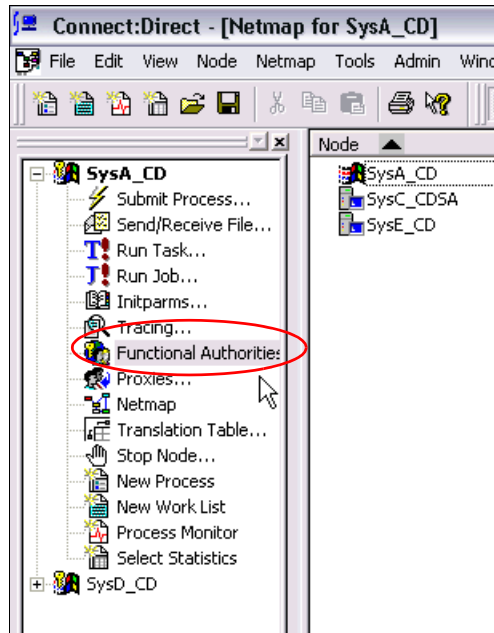 Connect:Direct - [Netmap for SysA_CD]
File Edit View Node Netmap Tools Admin Wind
Node
SysA_CD
Submit Process...
Send/Receive File...
Run Task...
Run Job...
Initparms...
Tracing...
Functional Authorities
Proxies...
Netmap
Translation Table...
Stop Node...
New Process
New Work List
Process Monitor
Select Statistics
SysD_CD
SysA_CD
SysC_CDSA
SysE_CD